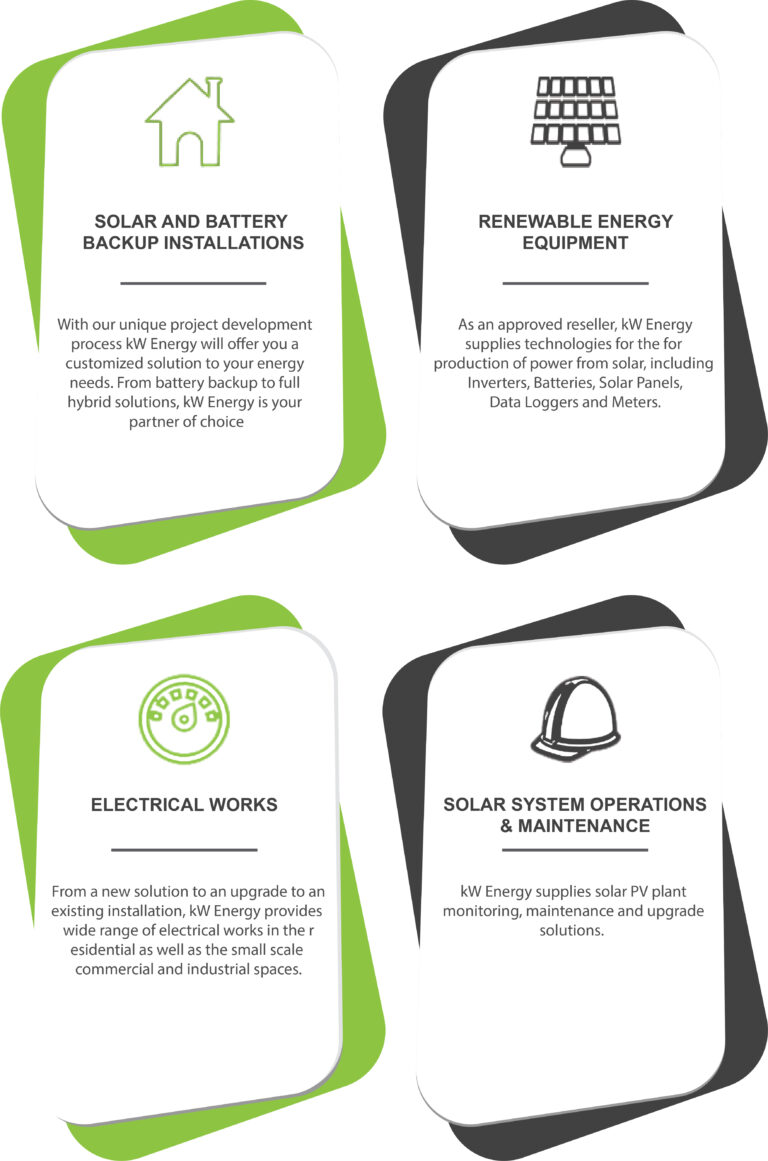 SOLAR AND BATTERY
BACKUP INSTALLATIONS
With our unique project development
process kW Energy will offer you a
customized solution to your energy
needs. From battery backup to full
hybrid solutions, kW Energy is your
partner of choice
RENEWABLE ENERGY
EQUIPMENT
As an approved reseller, kW Energy
supplies technologies for the for
production of power from solar, including
Inverters, Batteries, Solar Panels,
Data Loggers and Meters.
ELECTRICAL WORKS
From a new solution to an upgrade to an
existing installation, kW Energy provides
wide range of electrical works in the r
esidential as well as the small scale
commercial and industrial spaces.
SOLAR SYSTEM OPERATIONS
& MAINTENANCE
kW Energy supplies solar PV plant
monitoring, maintenance and upgrade
solutions.